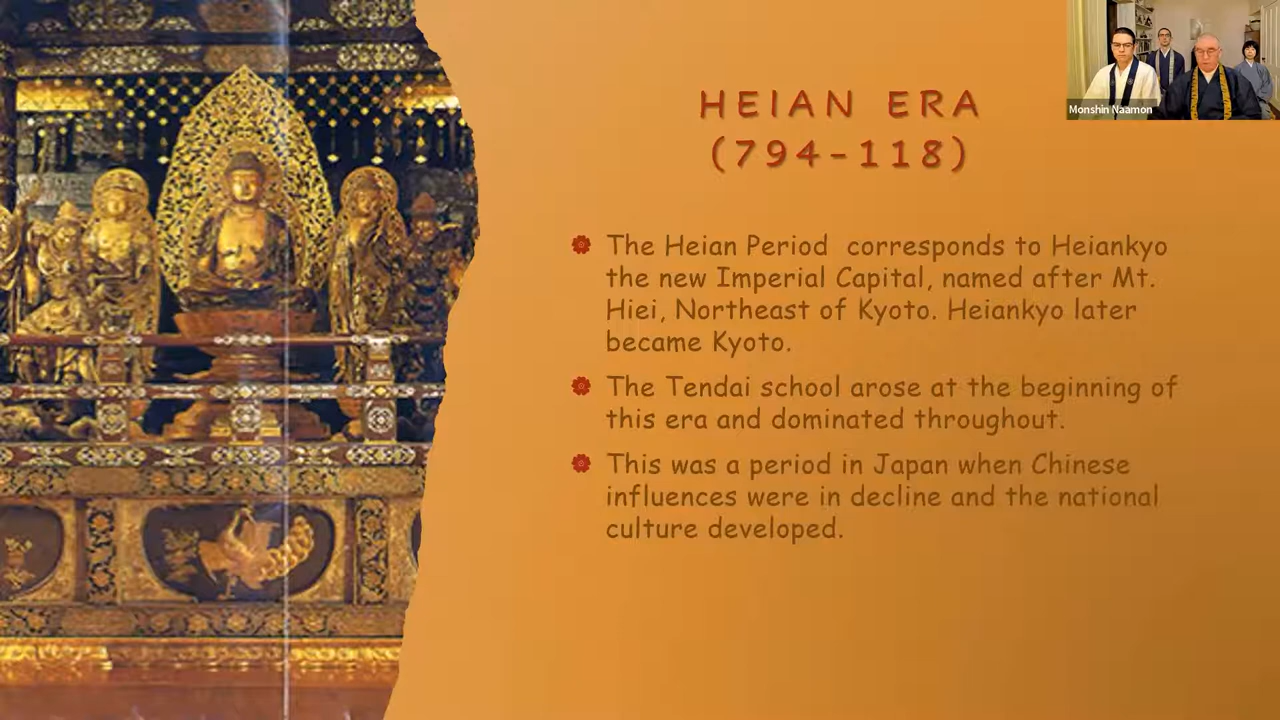 HEIAN ERA
(794-118)
Monshin Naamon
The Heian Period corresponds to Heiankyo
the new Imperial Capital, named after Mt.
Hiei, Northeast of Kyoto. Heiankyo later
became Kyoto.
The Tendai school arose at the beginning of
this era and dominated throughout.
This was a period in Japan when Chinese
influences were in decline and the national
culture developed.